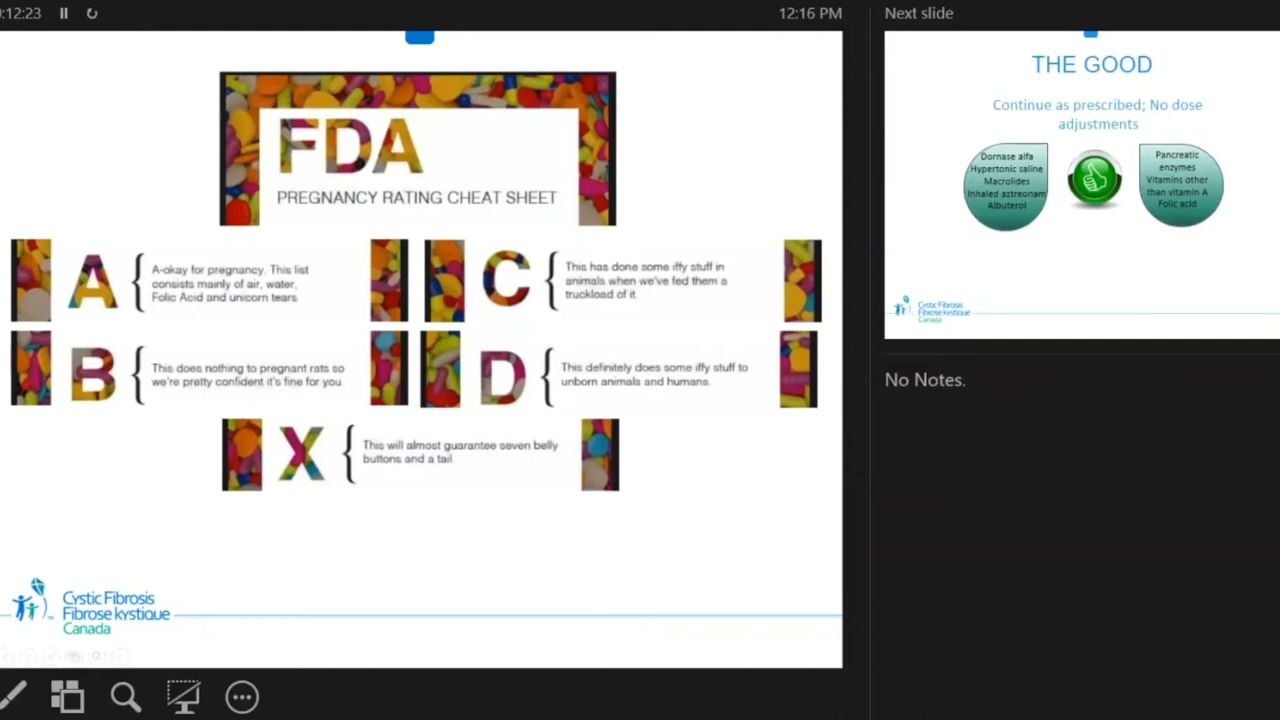 :12:23
12:16 PM
Next slide
FDA
PREGNANCY RATING CHEAT SHEET
A
A-okay for pregnancy. This list
consists mainly of air, water,
Folic Acid and unicorn tears.
C
This has done some iffy stuff in
animals when we've fed them a
truckload of it.
B
This does nothing to pregnant rats so
we're pretty confident it's fine for you.
D
This definitely does some iffy stuff to
unborn animals and humans.
X
This will almost guarantee seven belly
buttons and a tail
Cystic Fibrosis
Fibrose kystique
Canada
THE GOOD
Continue as prescribed; No dose
adjustments
Dornase alfa
Hypertonic saline
Macrolides
Inhaled aztreonam
Albuterol
Pancreatic
enzymes
Vitamins other
than vitamin A
Folic acid
Cystic Fibrosis
Fibrose kystique
Canada
No Notes.